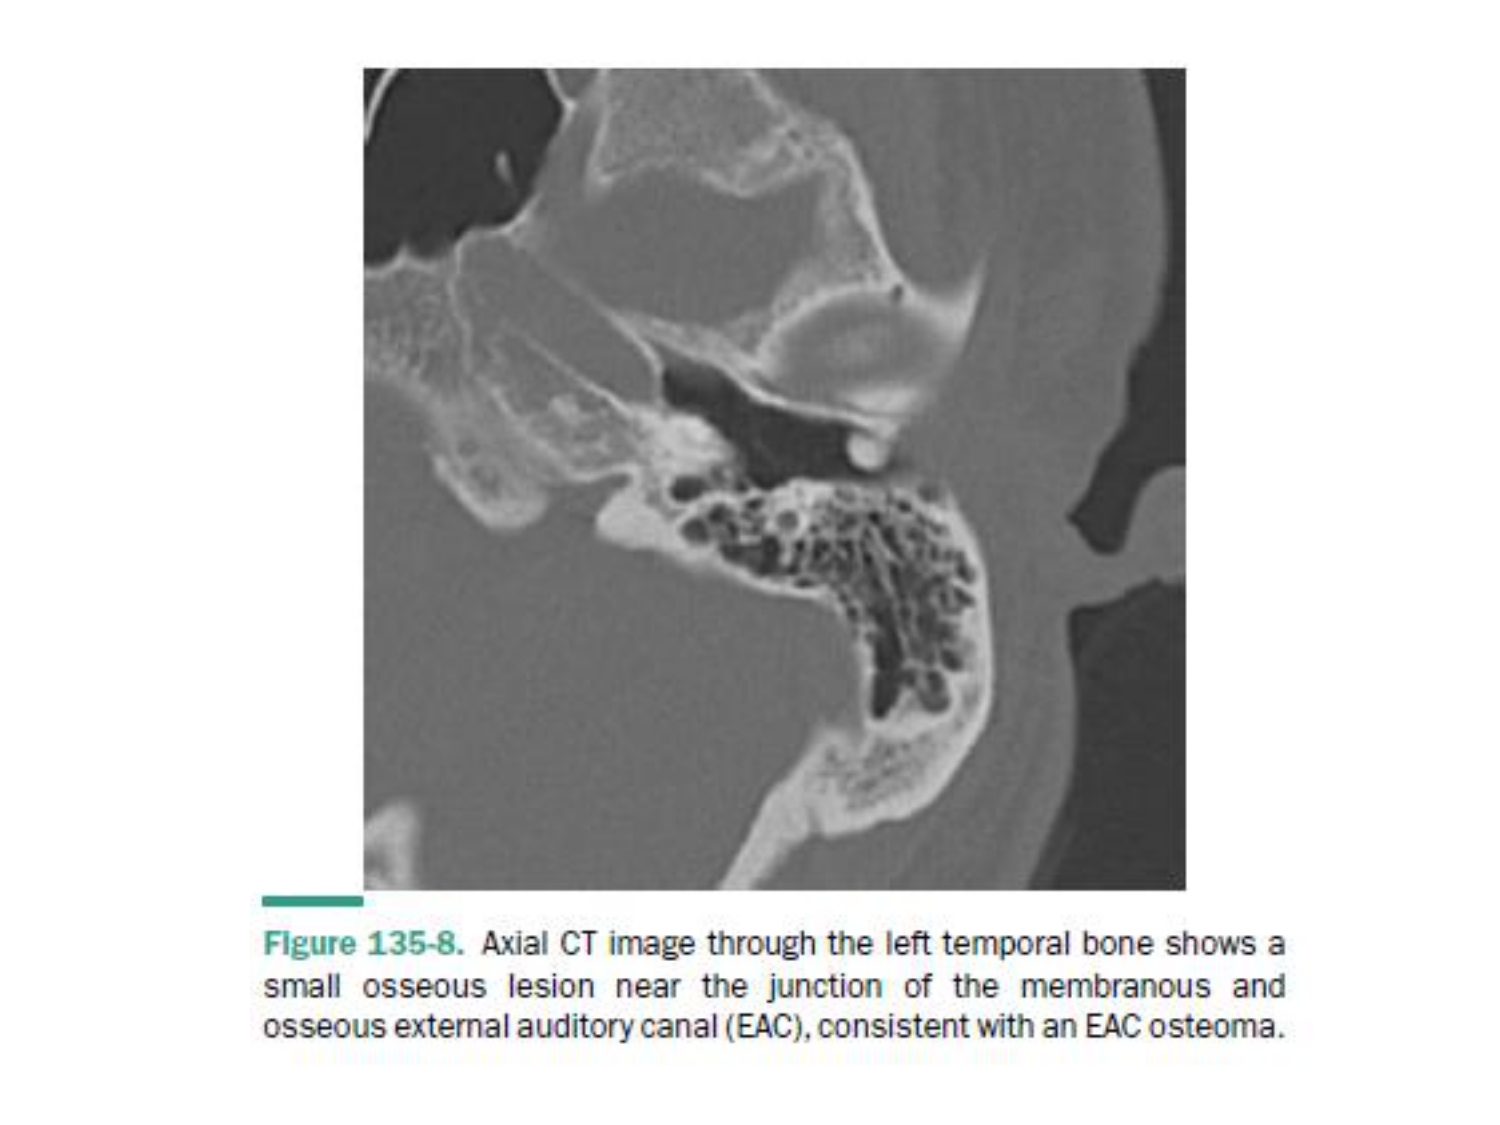 Figure 135-8. Axial CT image through the left temporal bone shows a
small osseous lesion near the junction of the membranous and
osseous external auditory canal (EAC), consistent with an EAC osteoma.